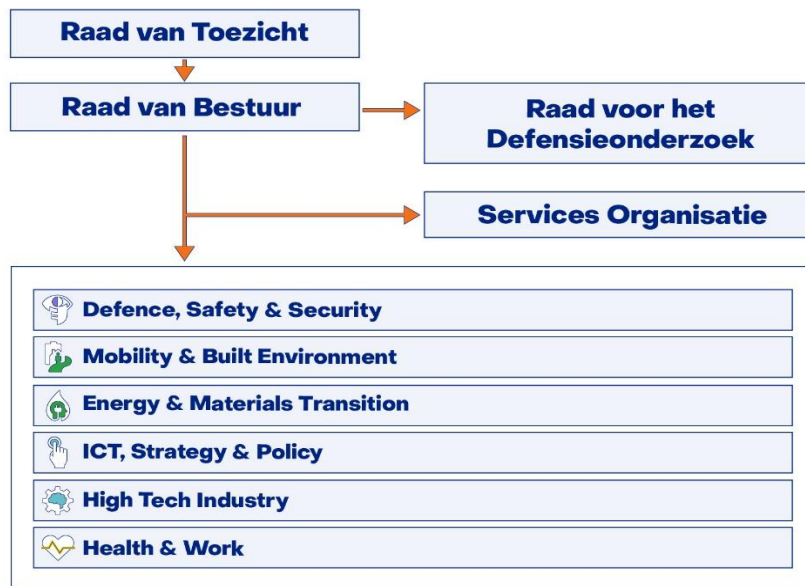 Raad van Toezicht
Raad van Bestuur
Raad voor het
Defensieonderzoek
Services Organisatie
Defence, Safety & Security
Mobility & Built Environment
Energy & Materials Transition
ICT, Strategy & Policy
High Tech Industry
Health & Work